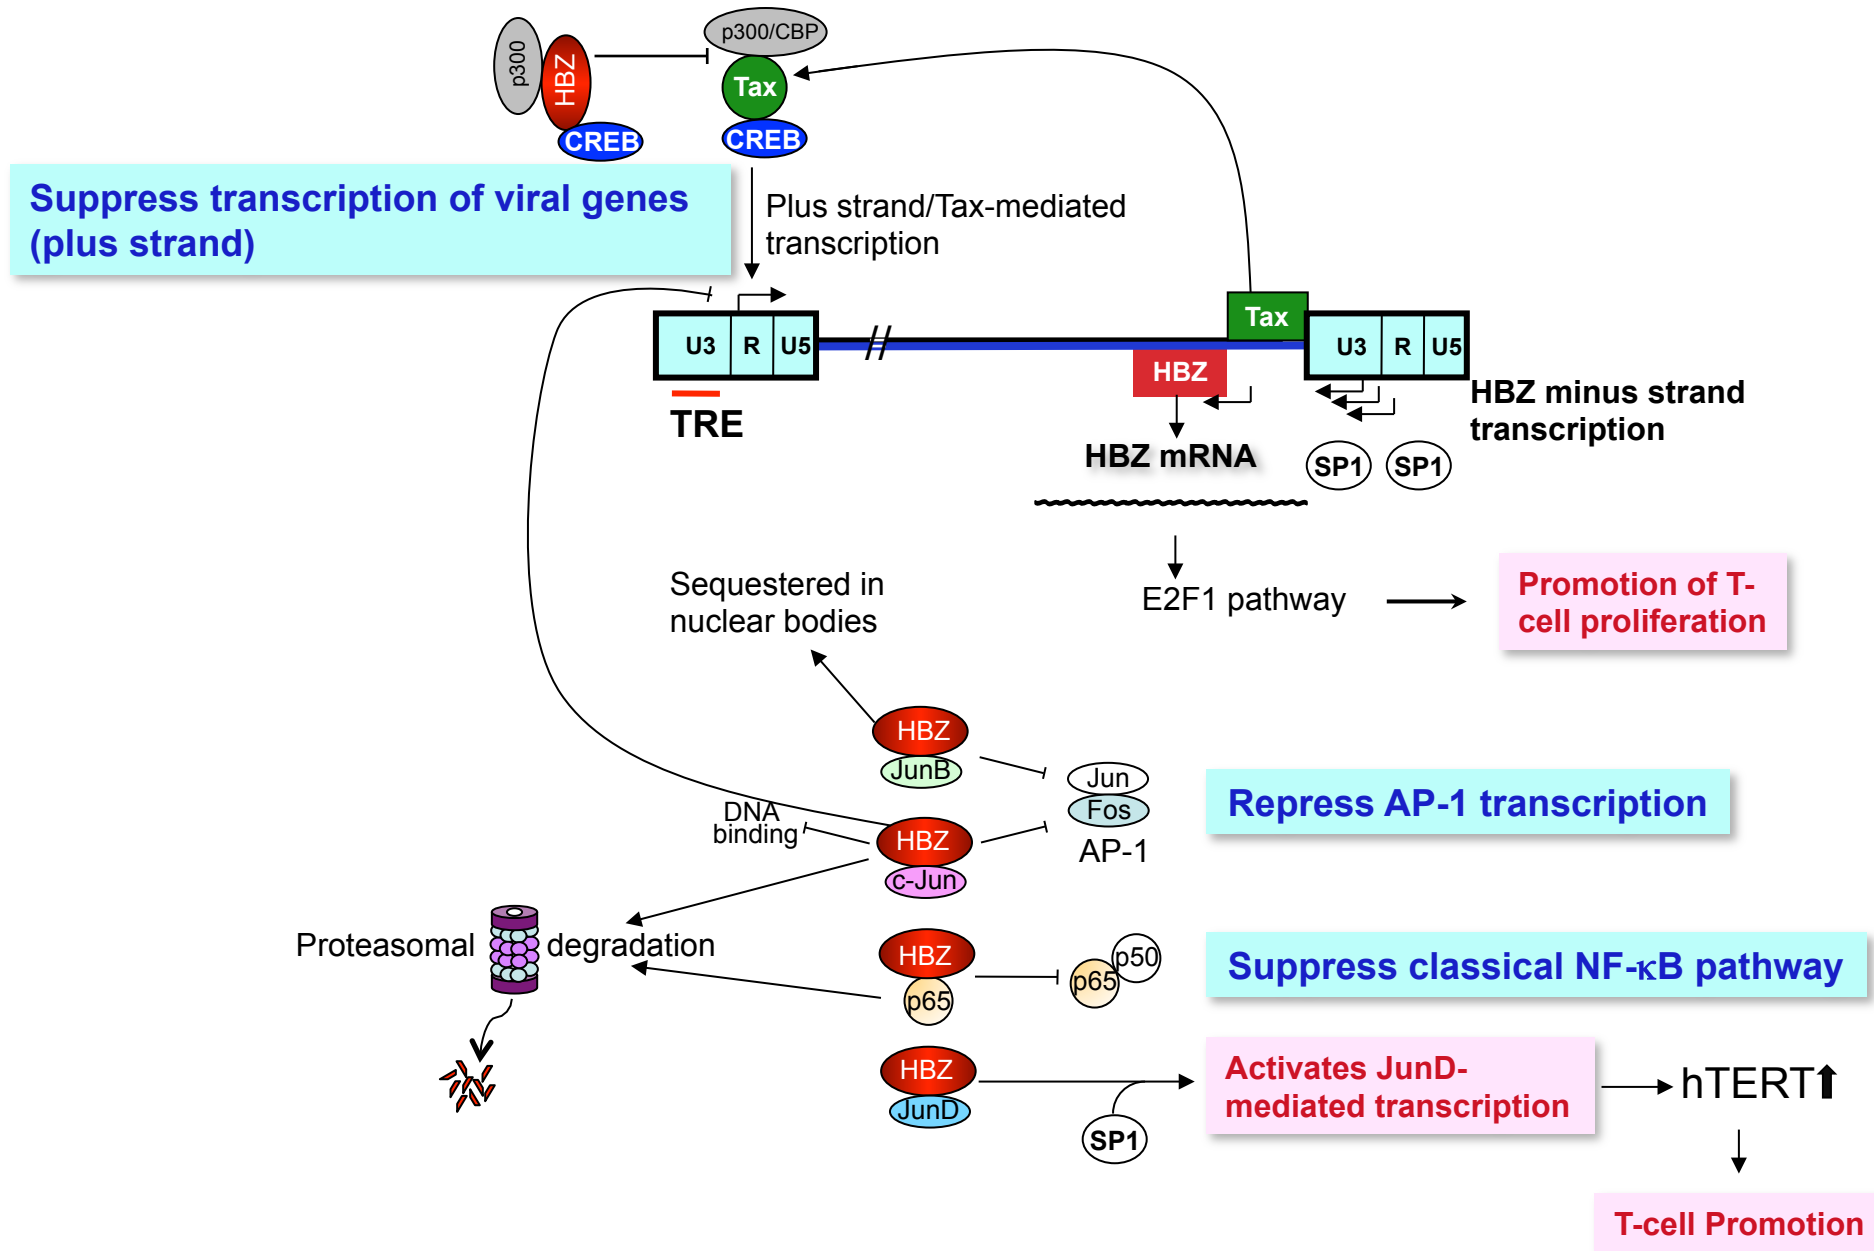 p300
HBZ
CREB
p300/CBP
Tax
CREB
Suppress transcription of viral genes
(plus strand)
Plus strand/Tax-mediated
transcription
U3
R
U5
TRE
Tax
HBZ
U3
R
U5
HBZ minus strand
transcription
HBZ mRNA
SP1
SP1
E2F1 pathway
Promotion of T-
cell proliferation
Sequestered in
nuclear bodies
HBZ
JunB
Jun
Fos
AP-1
Repress AP-1 transcription
DNA
binding
HBZ
c-Jun
Proteasomal
degradation
HBZ
p65
p65
p50
Suppress classical NF-κB pathway
HBZ
JunD
SP1
Activates JunD-
mediated transcription
hTERT
T-cell Promotion